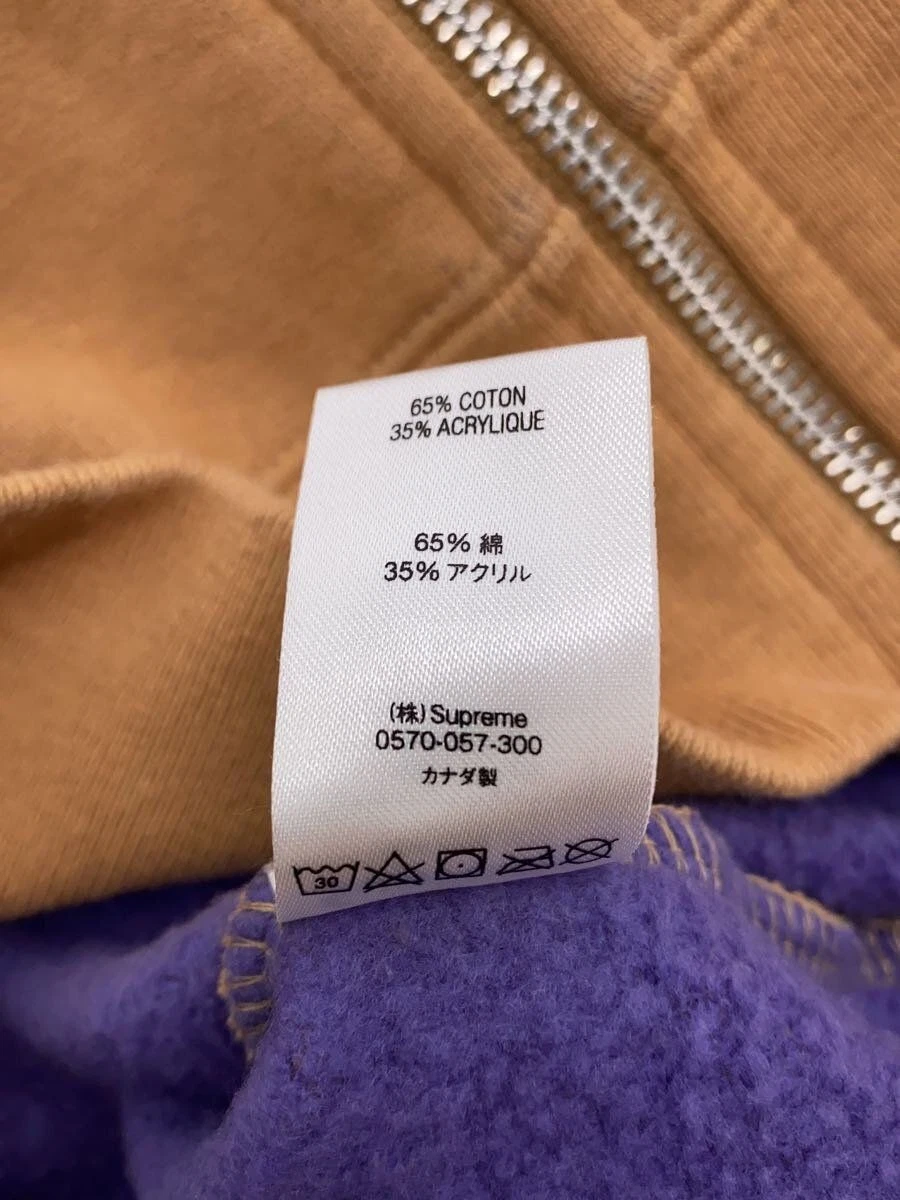 65% COTON
35% ACRYLIQUE
65% 綿
35% アクリル
(株) Supreme
0570-057-300
カナダ製
30